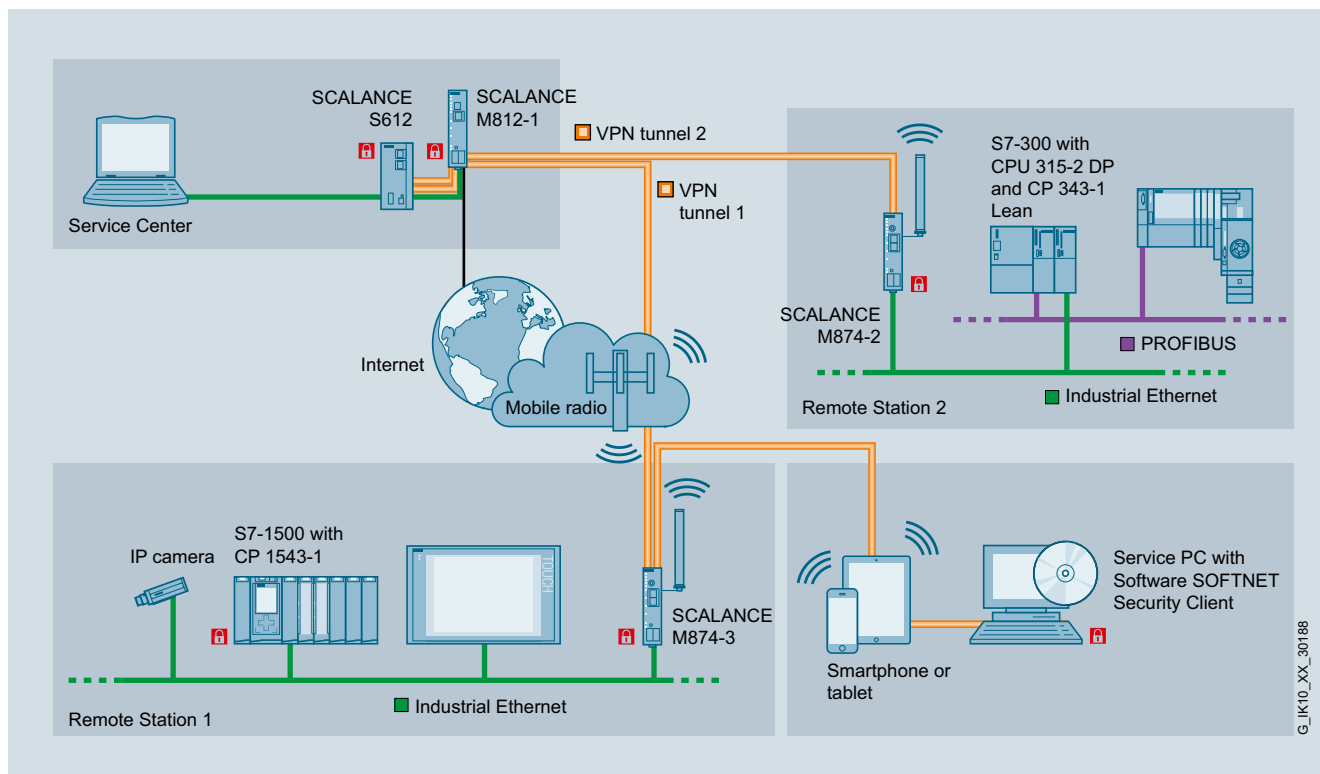 SCALANCE
S612
SCALANCE
M812-1
Service Center
VPN tunnel 2
VPN
tunnel 1
Internet
Mobile radio
S7-300 with
CPU 315-2 DP
and CP 343-1
Lean
SCALANCE
M874-2
PROFIBUS
Industrial Ethernet
Remote Station 2
IP camera
S7-1500 with
CP 1543-1
TOUCH
SCALANCE
M874-3
Industrial Ethernet
Remote Station 1
Smartphone or
tablet
Service PC with
Software SOFTNET
Security Client
G_IK10_XX_30188